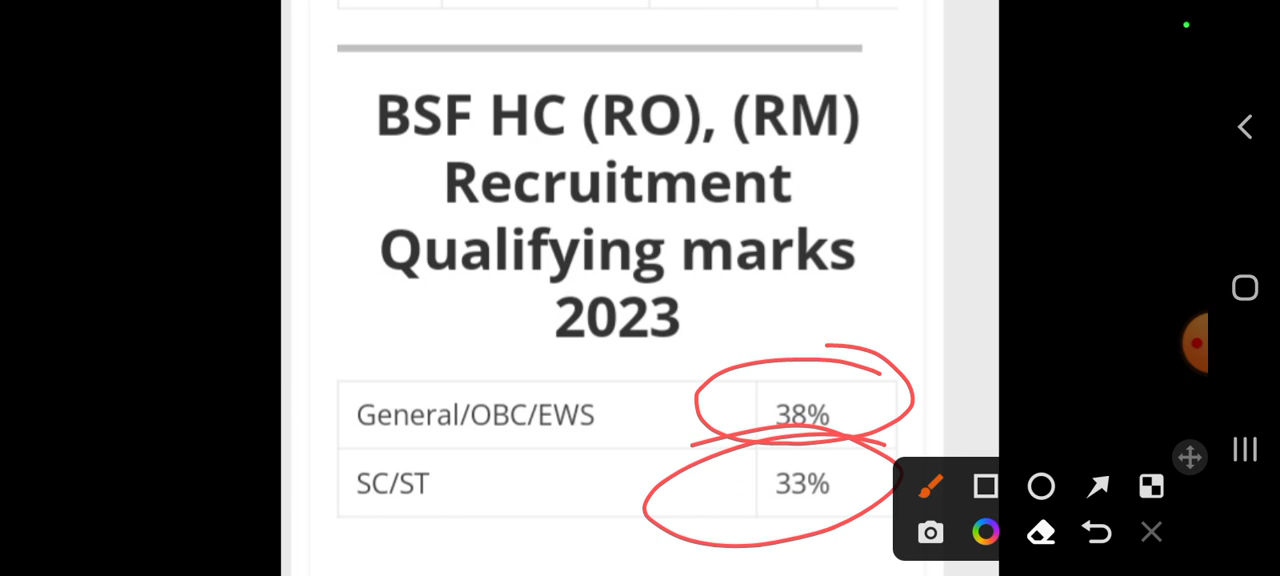 BSF HC (RO), (RM)
Recruitment
Qualifying marks
2023
General/OBC/EWS 38%
SC/ST 33%